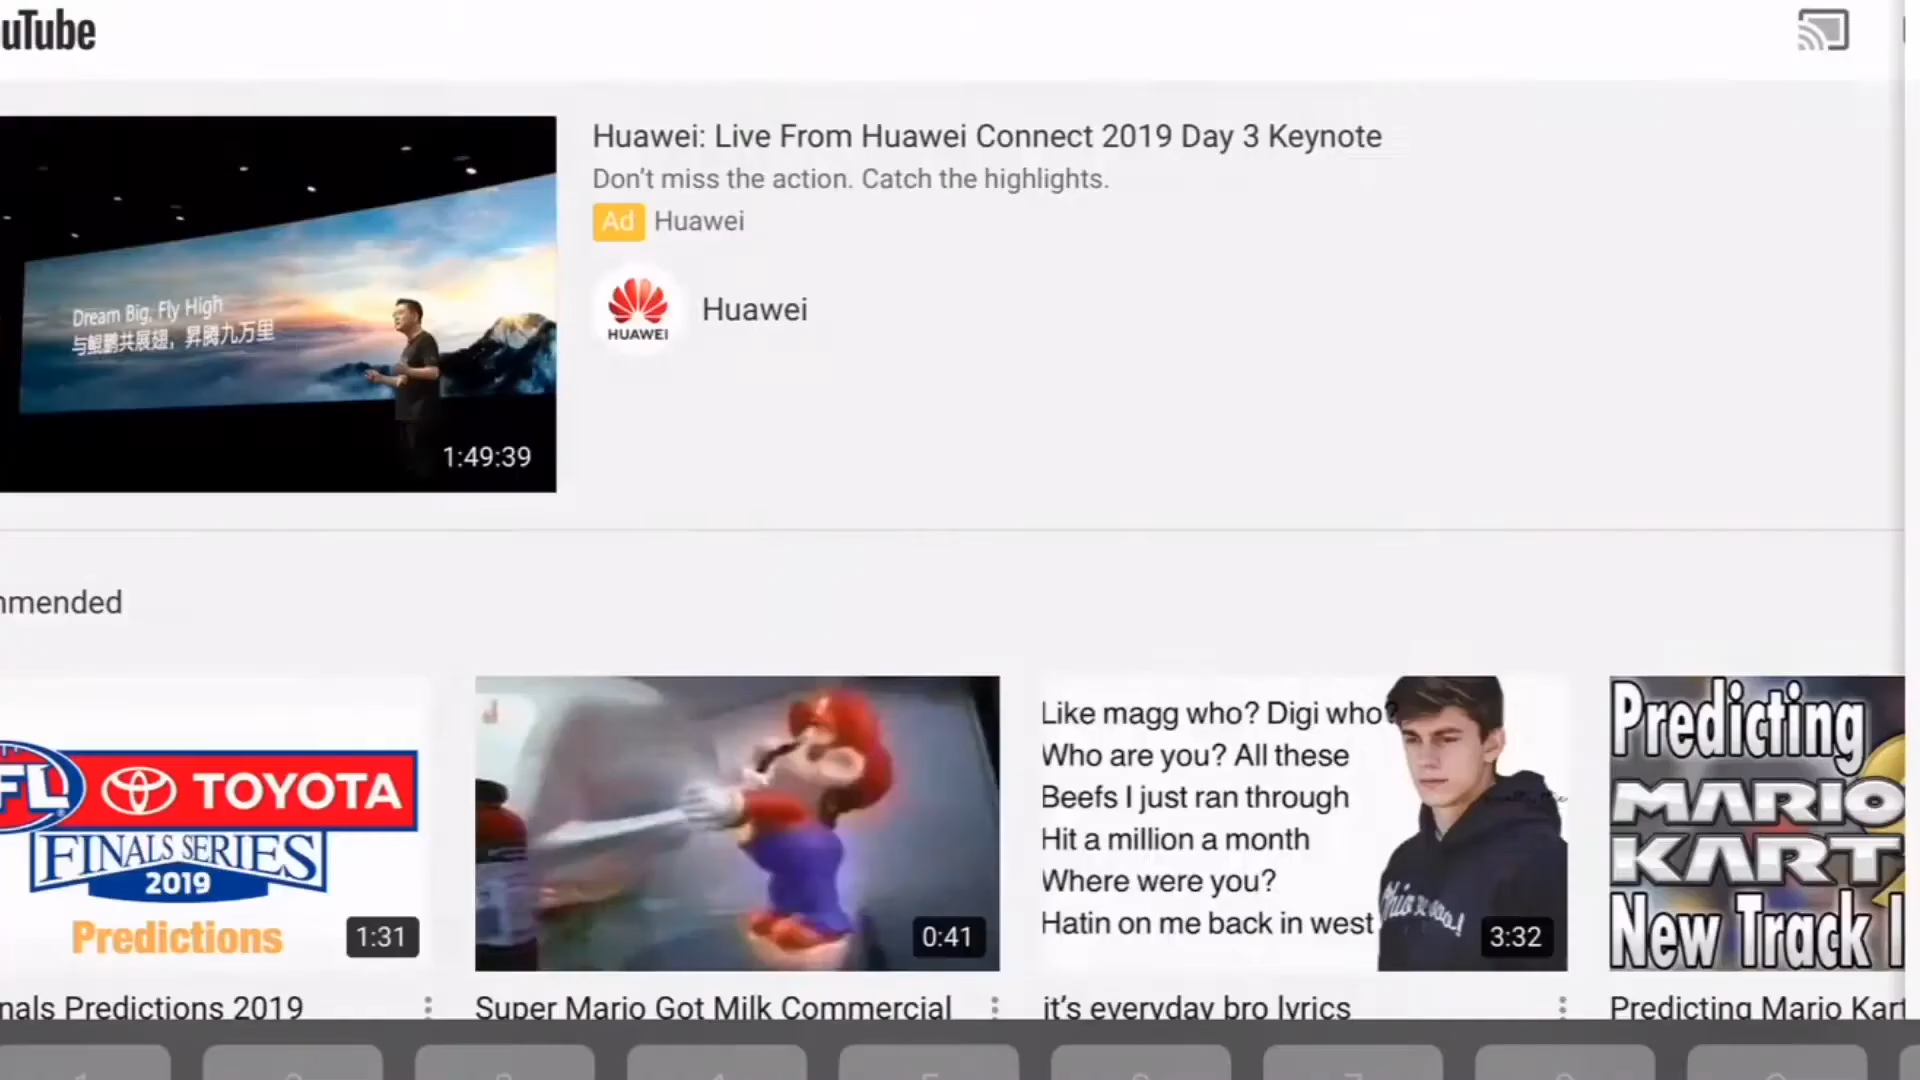 uTube
Huawei: Live From Huawei Connect 2019 Day 3 Keynote
Don't miss the action. Catch the highlights.
Ad Huawei
HUAWEI
Huawei
Dream Big, Fly High
与鲲鹏共展翅，昇腾九万里
1:49:39
mmended
FL TOYOTA
FINALS SERIES
2019
Predictions
1:31
0:41
Like magg who? Digi who?
Who are you? All these
Beefs I just ran through
Hit a million a month
Where were you?
Hatin on me back in west
3:32
Predicting
MARIO
KART
New Track I
nals Predictions 2019
Super Mario Got Milk Commercial
it's everyday bro lyrics
Predicting Mario Kart